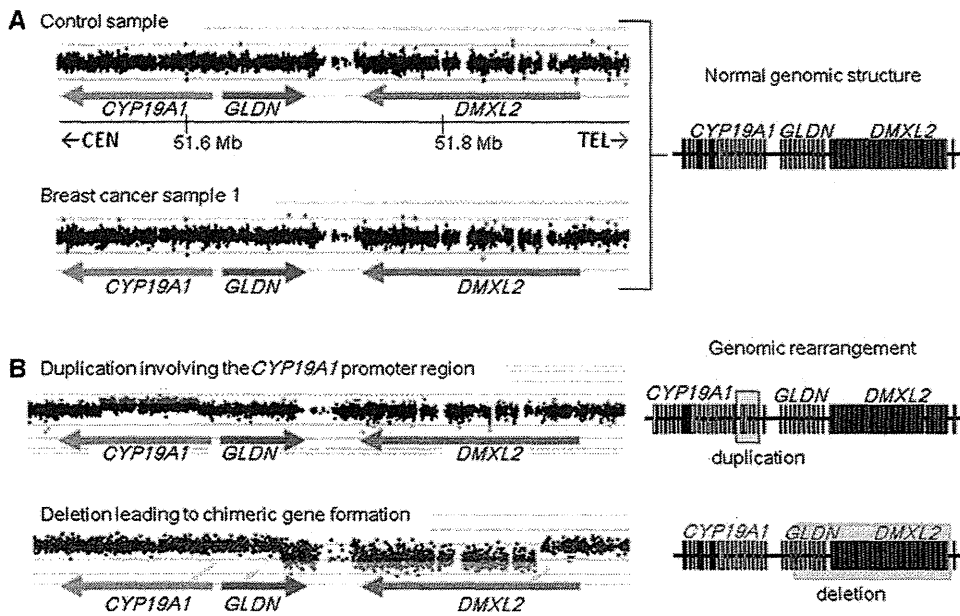 A Control sample
CYP19A1 GLDN DMXL2
←CEN 51.6 Mb 51.8 Mb TEL→
Breast cancer sample 1
CYP19A1 GLDN DMXL2
Normal genomic structure
CYP19A1 GLDN DMXL2
B Duplication involving the CYP19A1 promoter region
CYP19A1 GLDN DMXL2
Genomic rearrangement
CYP19A1 GLDN DMXL2
duplication
Deletion leading to chimeric gene formation
CYP19A1 GLDN DMXL2
CYP19A1 GLDN DMXL2
deletion